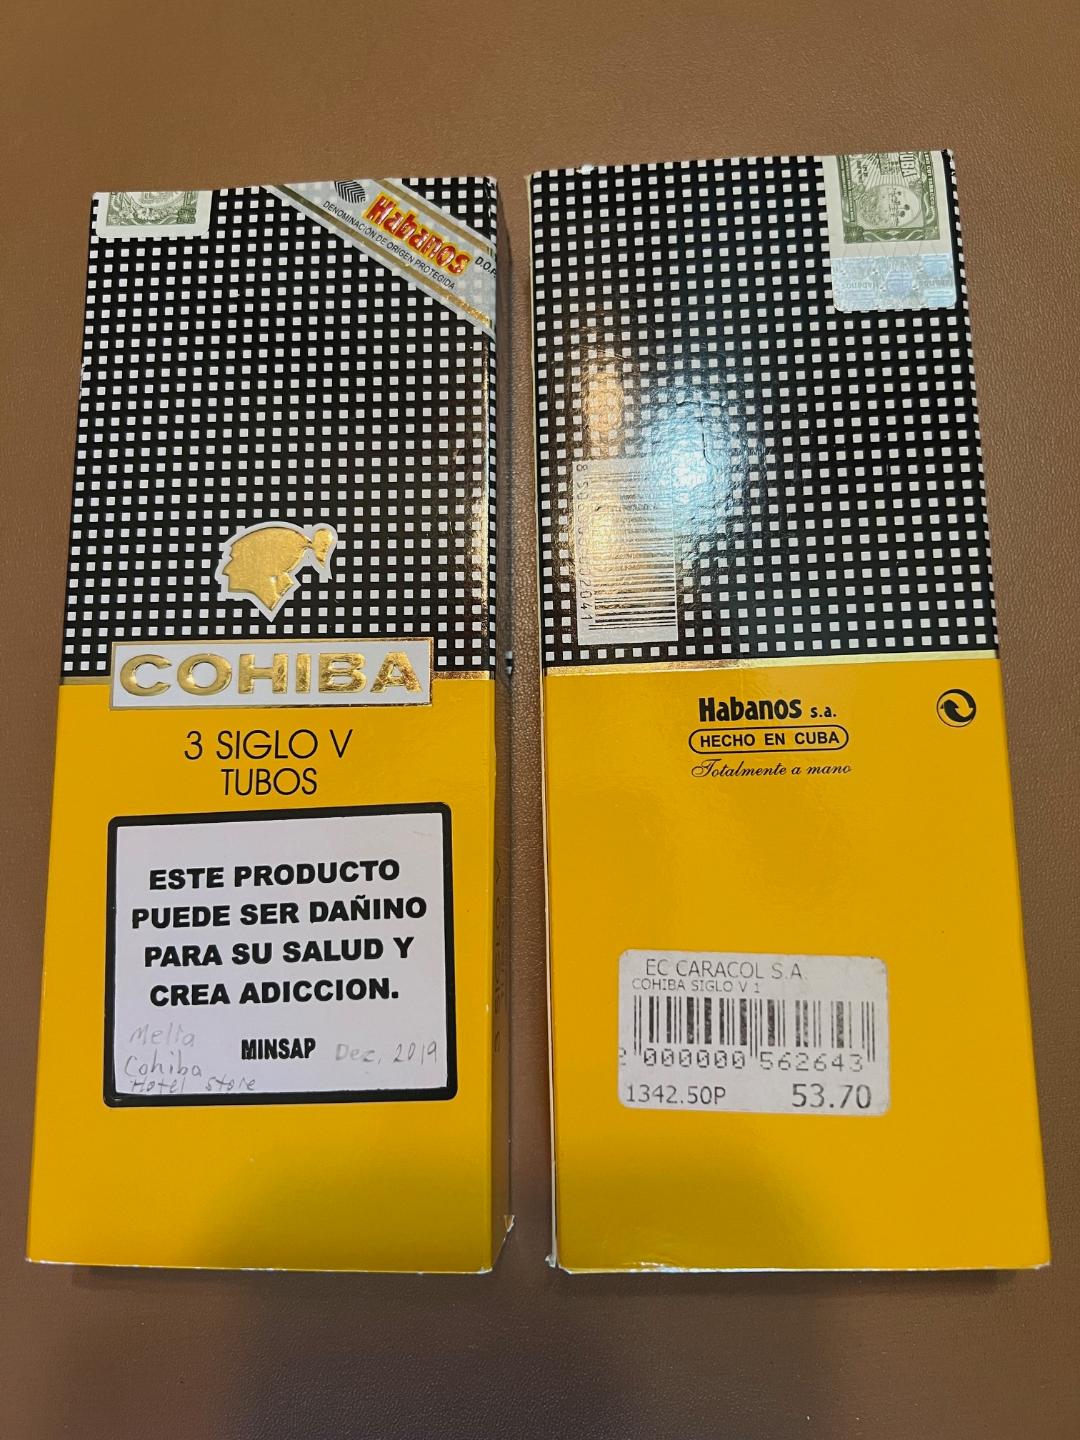 Habanos
DENOMINACIÓN DE ORIGEN PROTEGIDA
D.O.P.
COHIBA
3 SIGLO V
TUBOS
ESTE PRODUCTO
PUEDE SER DAÑINO
PARA SU SALUD Y
CREA ADICCION.
MINSAP
Melia
Cohiba
Hotel Store
Dec, 2019
CUBA
Habanos
Habanos s.a.
HECHO EN CUBA
Totalmente a mano
EC CARACOL S.A.
COHIBA SIGLO V 1
2 000000 562643
1342.50P 53.70